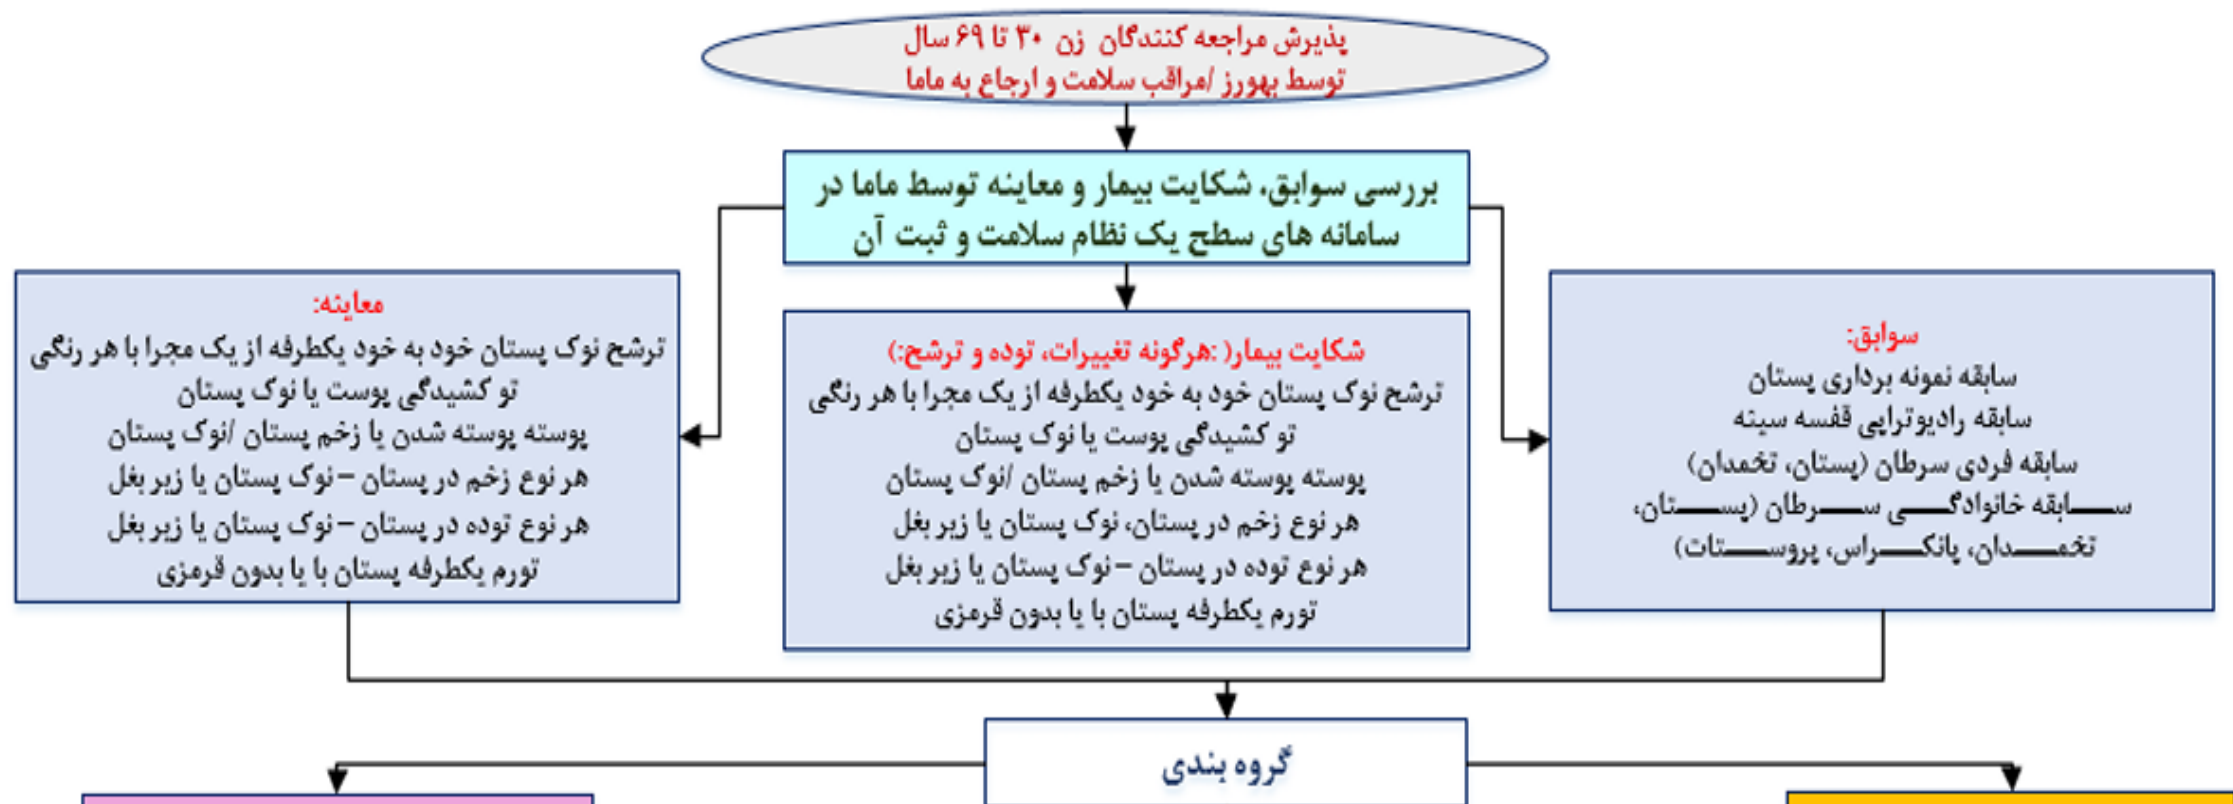 پذیرش مراجعه کنندگان زن ۳۰ تا ۶۹ سال
توسط بهورز /مراقب سلامت و ارجاع به ماما
بررسی سوابق، شکایت بیمار و معاینه توسط ماما در
سامانه های سطح یک نظام سلامت و ثبت آن
سوابق:
سابقه نمونه برداری پستان
سابقه رادیوتراپی قفسه سینه
سابقه فردی سرطان (پستان، تخمدان)
ســـابقه خانوادگـــی ســـرطان (پســـتان،
تخمـــدان، پانکـــراس، پروســـتات)
شکایت بیمار( :هرگونه تغییرات، توده و ترشح:)
ترشح نوک پستان خود به خود یکطرفه از یک مجرا با هر رنگی
تو کشیدگی پوست یا نوک پستان
پوسته پوسته شدن یا زخم پستان /نوک پستان
هر نوع زخم در پستان، نوک پستان یا زیر بغل
هر نوع توده در پستان – نوک پستان یا زیر بغل
تورم یکطرفه پستان با یا بدون قرمزی
معاینه:
ترشح نوک پستان خود به خود یکطرفه از یک مجرا با هر رنگی
تو کشیدگی پوست یا نوک پستان
پوسته پوسته شدن یا زخم پستان /نوک پستان
هر نوع زخم در پستان – نوک پستان یا زیر بغل
هر نوع توده در پستان – نوک پستان یا زیر بغل
تورم یکطرفه پستان با یا بدون قرمزی
گروه بندی